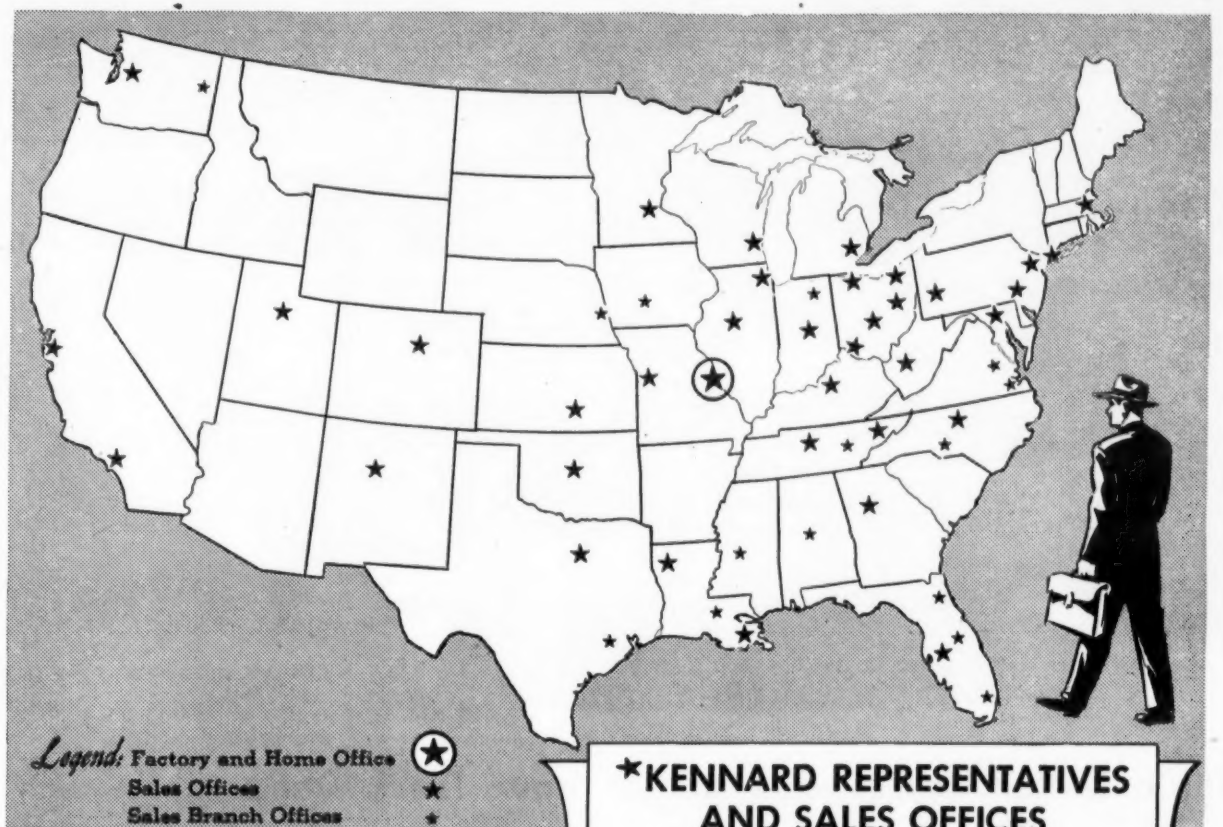 Legend: Factory and Home Office
Sales Offices
Sales Branch Offices
*KENNARD REPRESENTATIVES
AND SALES OFFICES